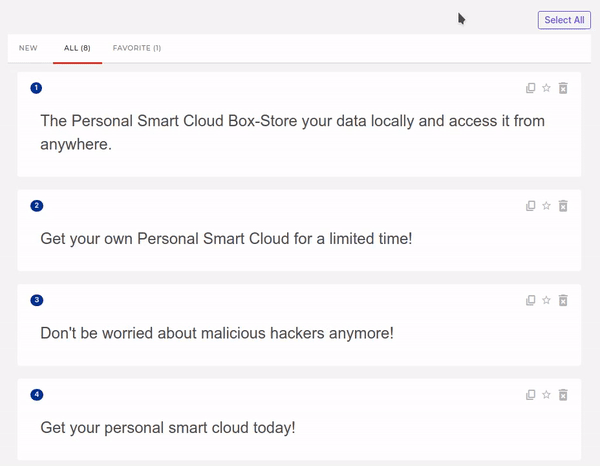 Select All
NEW
ALL (8)
FAVORITE (1)
1
The Personal Smart Cloud Box-Store your data locally and access it from
anywhere.
2
Get your own Personal Smart Cloud for a limited time!
3
Don't be worried about malicious hackers anymore!
4
Get your personal smart cloud today!